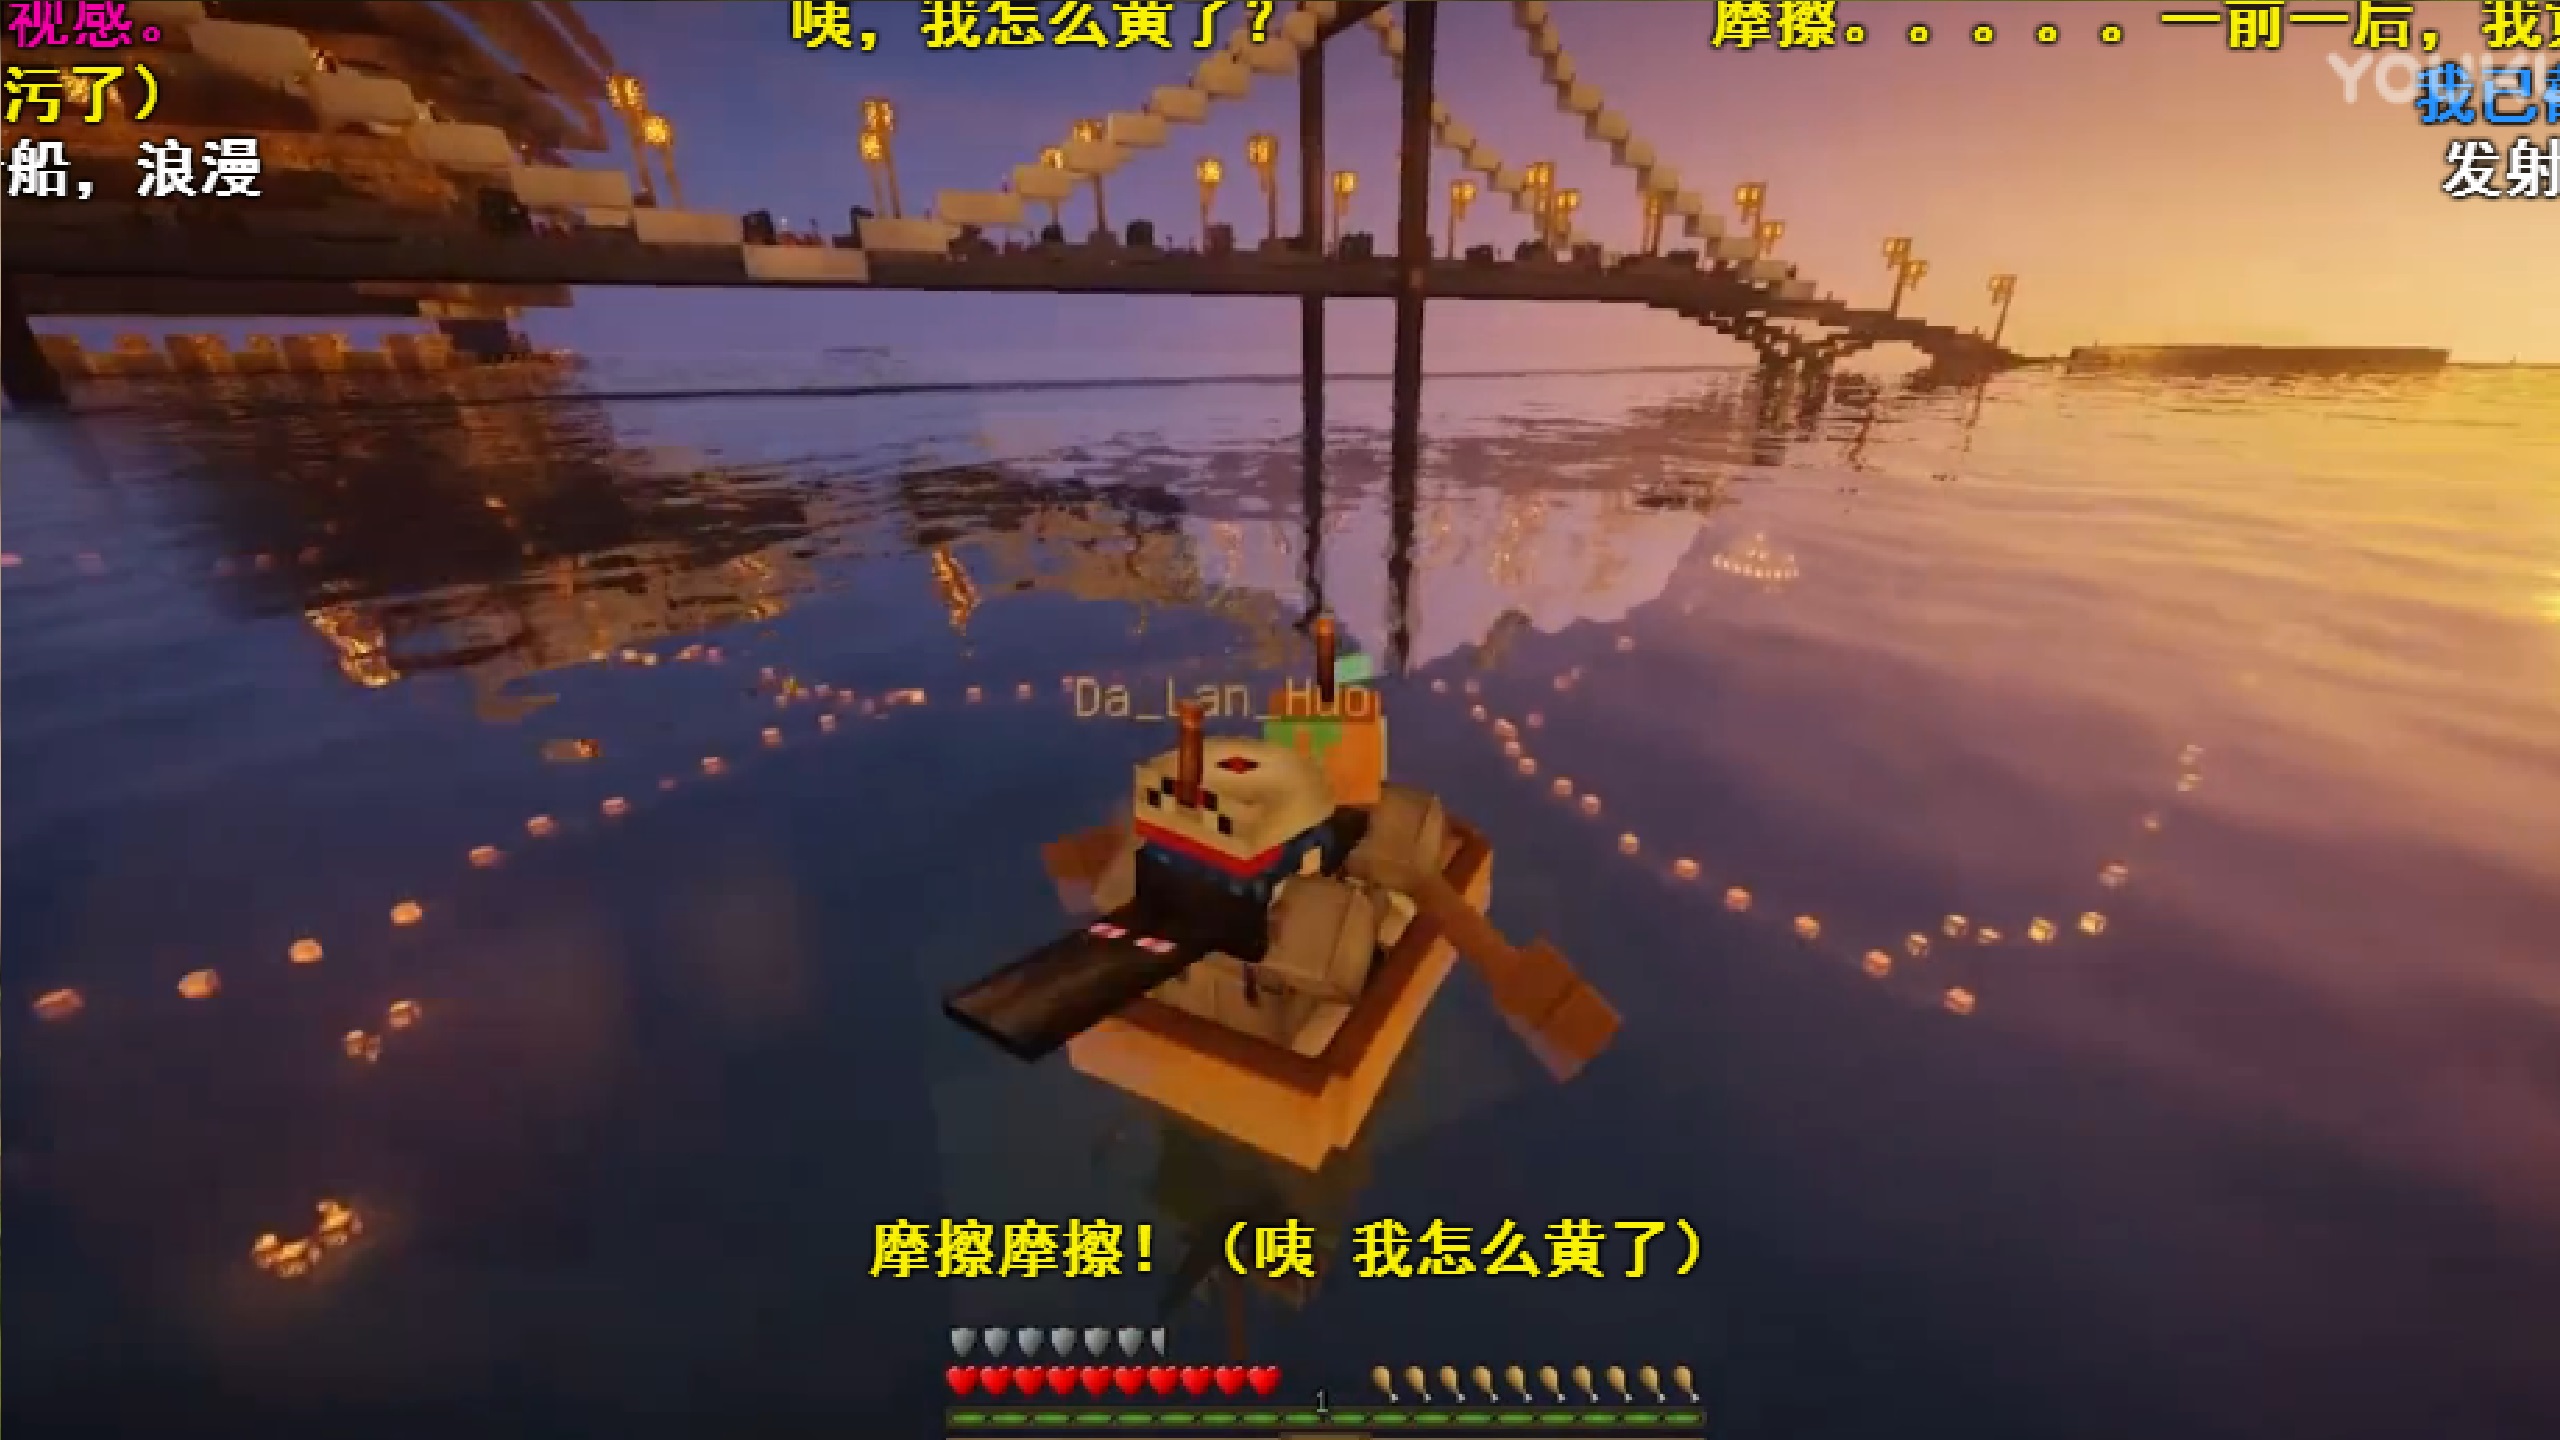 视感。
咦，我怎么黄了？
摩擦。。。。。一前一后，我
污了）
YOUKU
我已
船，浪漫
发射
Da_Lan_Huo
摩擦摩擦！（咦 我怎么黄了）
1